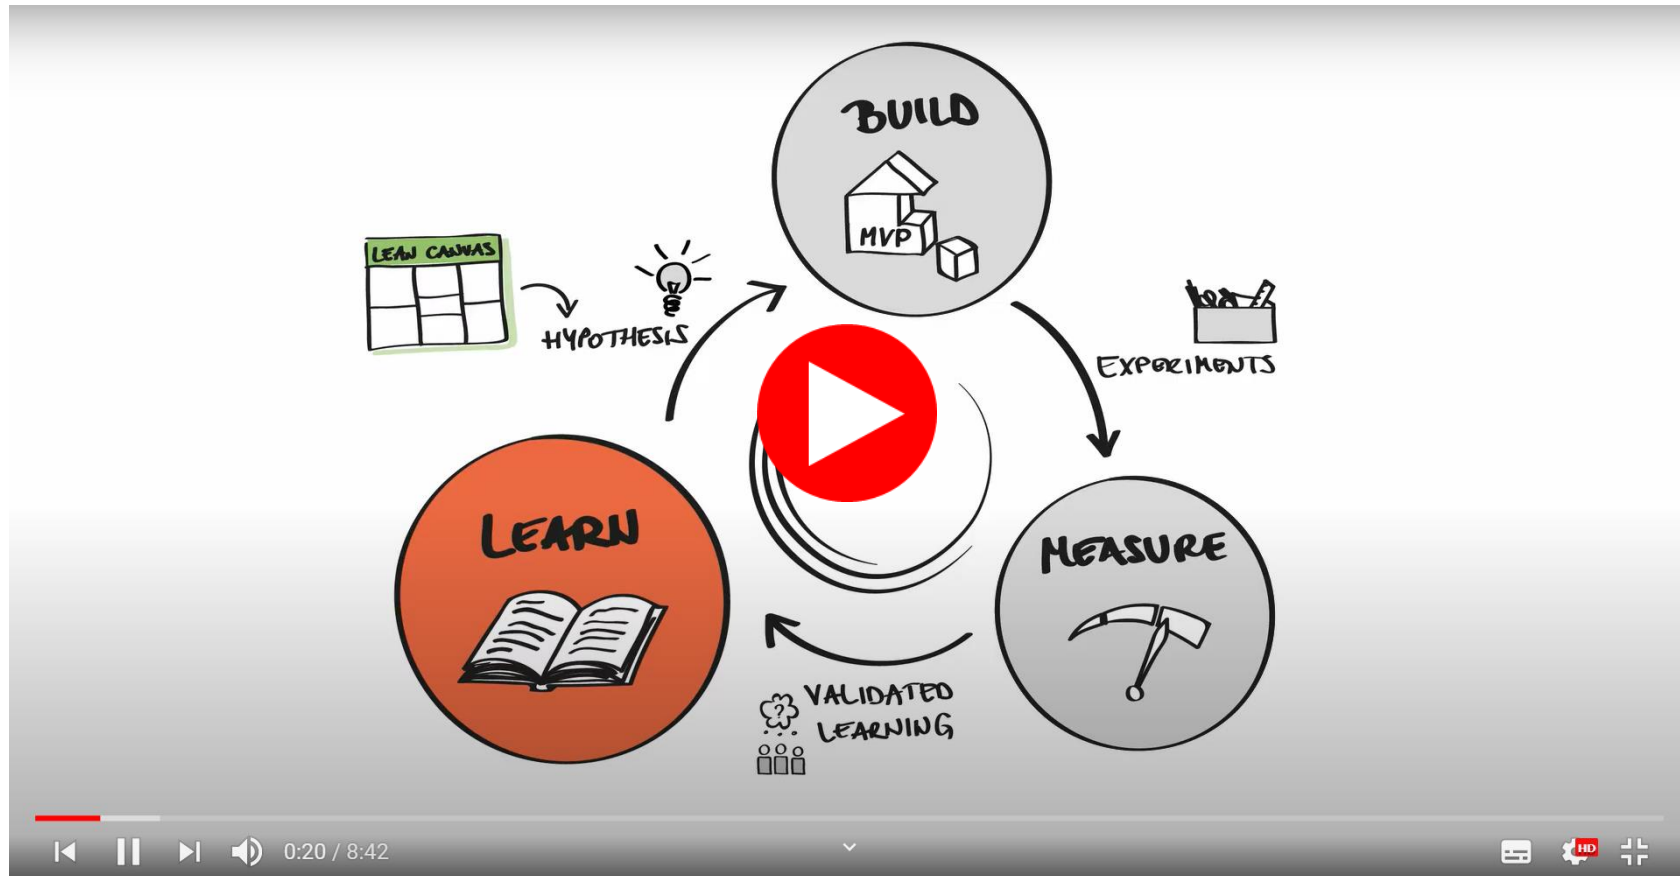 BUILD
MVP
LEAN CANVAS
HYPOTHESIS
EXPERIMENTS
LEARN
MEASURE
?
VALIDATED
LEARNING
0:20 / 8:42
HD